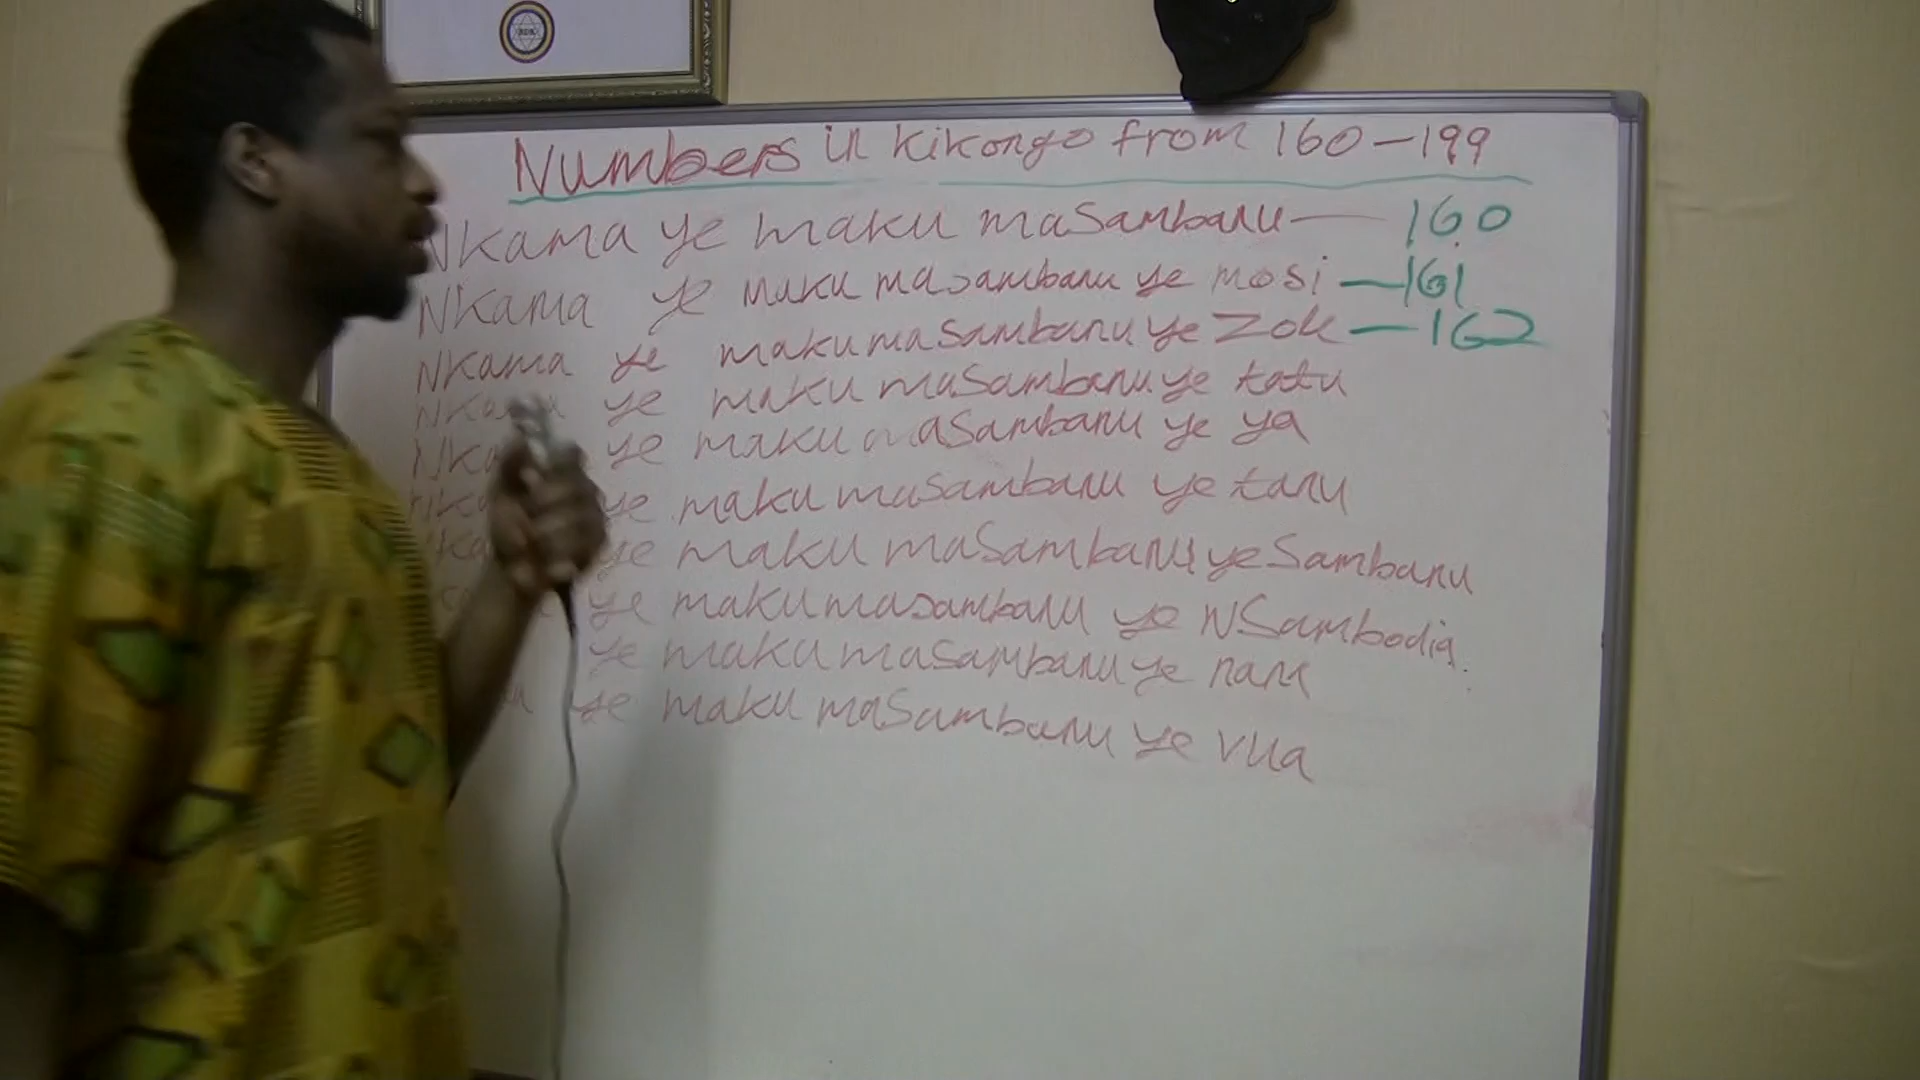 Numbers in kikongo from 160-199
Nkama ye maku masambanu — 160
Nkama ye maku masambanu ye mosi — 161
Nkama ye maku masambanu ye Zole — 162
Nkama ye maku masambanu ye tatu
ye maku masambanu ye ya
ye maku masambanu ye tanu
ye maku masambanu ye Sambanu
ye maku masambanu ye NSambodia
ye maku masambanu ye nana
ye maku masambanu ye vua